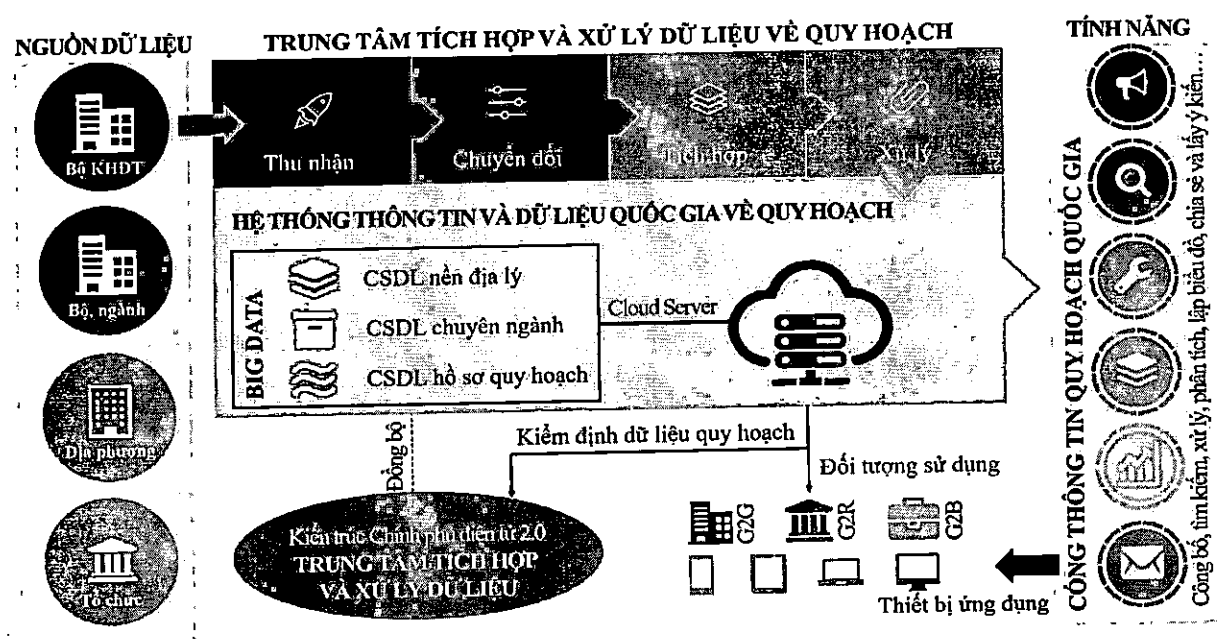 NGUỒN DỮ LIỆU
Bộ KHĐT
Bộ, ngành
Địa phương
Tổ chức
TRUNG TÂM TÍCH HỢP VÀ XỬ LÝ DỮ LIỆU VỀ QUY HOẠCH
Thu nhận
Chuyển đổi
Tích hợp
Xử lý
HỆ THỐNG THÔNG TIN VÀ DỮ LIỆU QUỐC GIA VỀ QUY HOẠCH
BIG DATA
CSDL nền địa lý
CSDL chuyên ngành
CSDL hồ sơ quy hoạch
Cloud Server
Đồng bộ
Kiểm định dữ liệu quy hoạch
Đối tượng sử dụng
Kiến trúc Chính phủ điện tử 2.0
TRUNG TÂM TÍCH HỢP
VÀ XỬ LÝ DỮ LIỆU
G2G
G2R
G2B
Thiết bị ứng dụng
TÍNH NĂNG
CỔNG THÔNG TIN QUY HOẠCH QUỐC GIA
Công bố, tìm kiếm, xử lý, phân tích, lập biểu đồ, chia sẻ và lấy ý kiến...